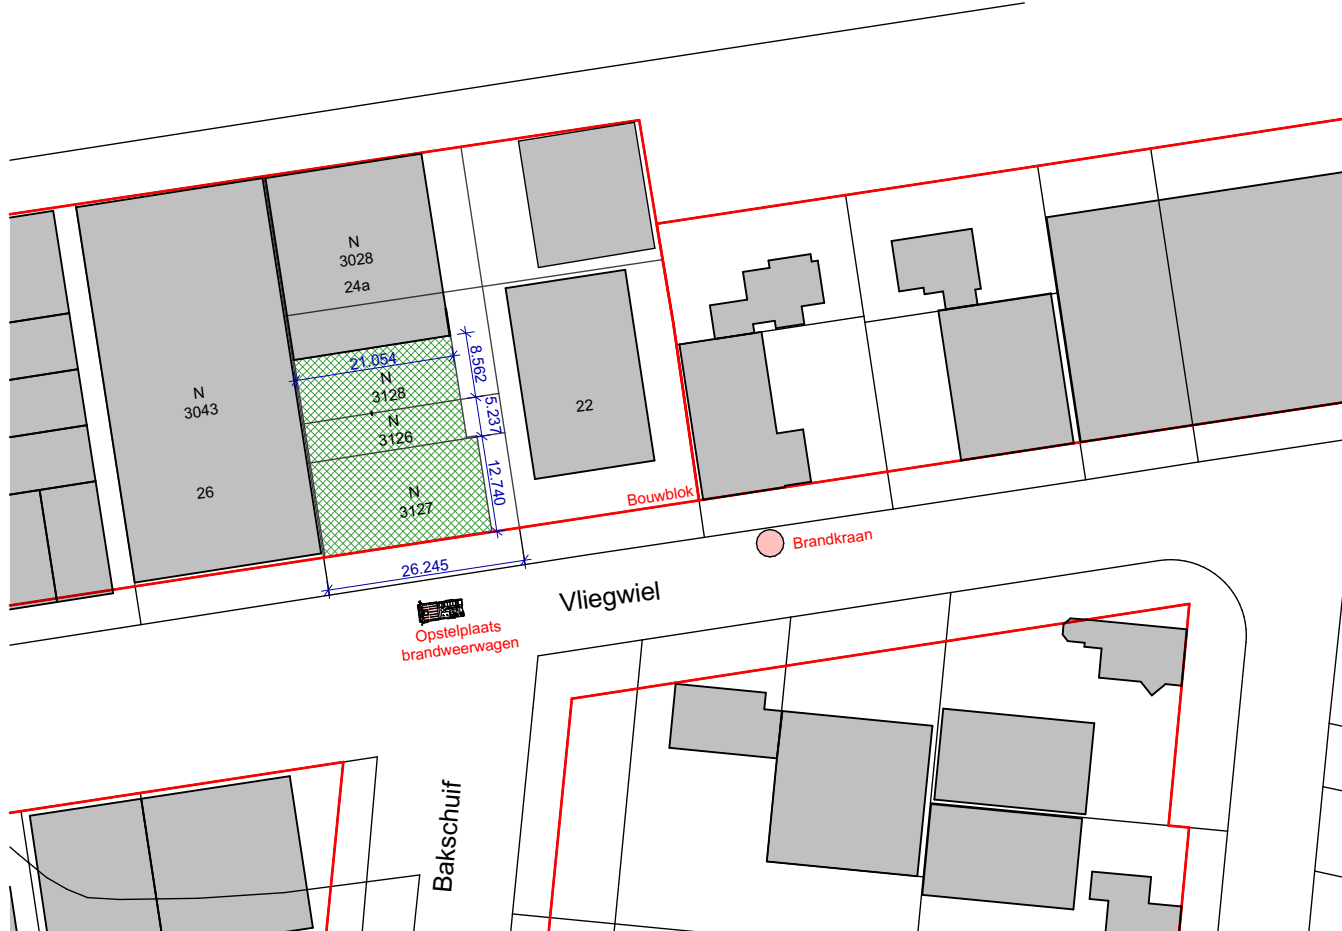 N
3028
24a
21.054
8.562
N
3128
N
3043
5.237
22
N
3126
12.740
26
N
3127
Bouwblok
Brandkraan
26.245
Vliegwiel
Opstelplaats
brandweerwagen
Bakschuif